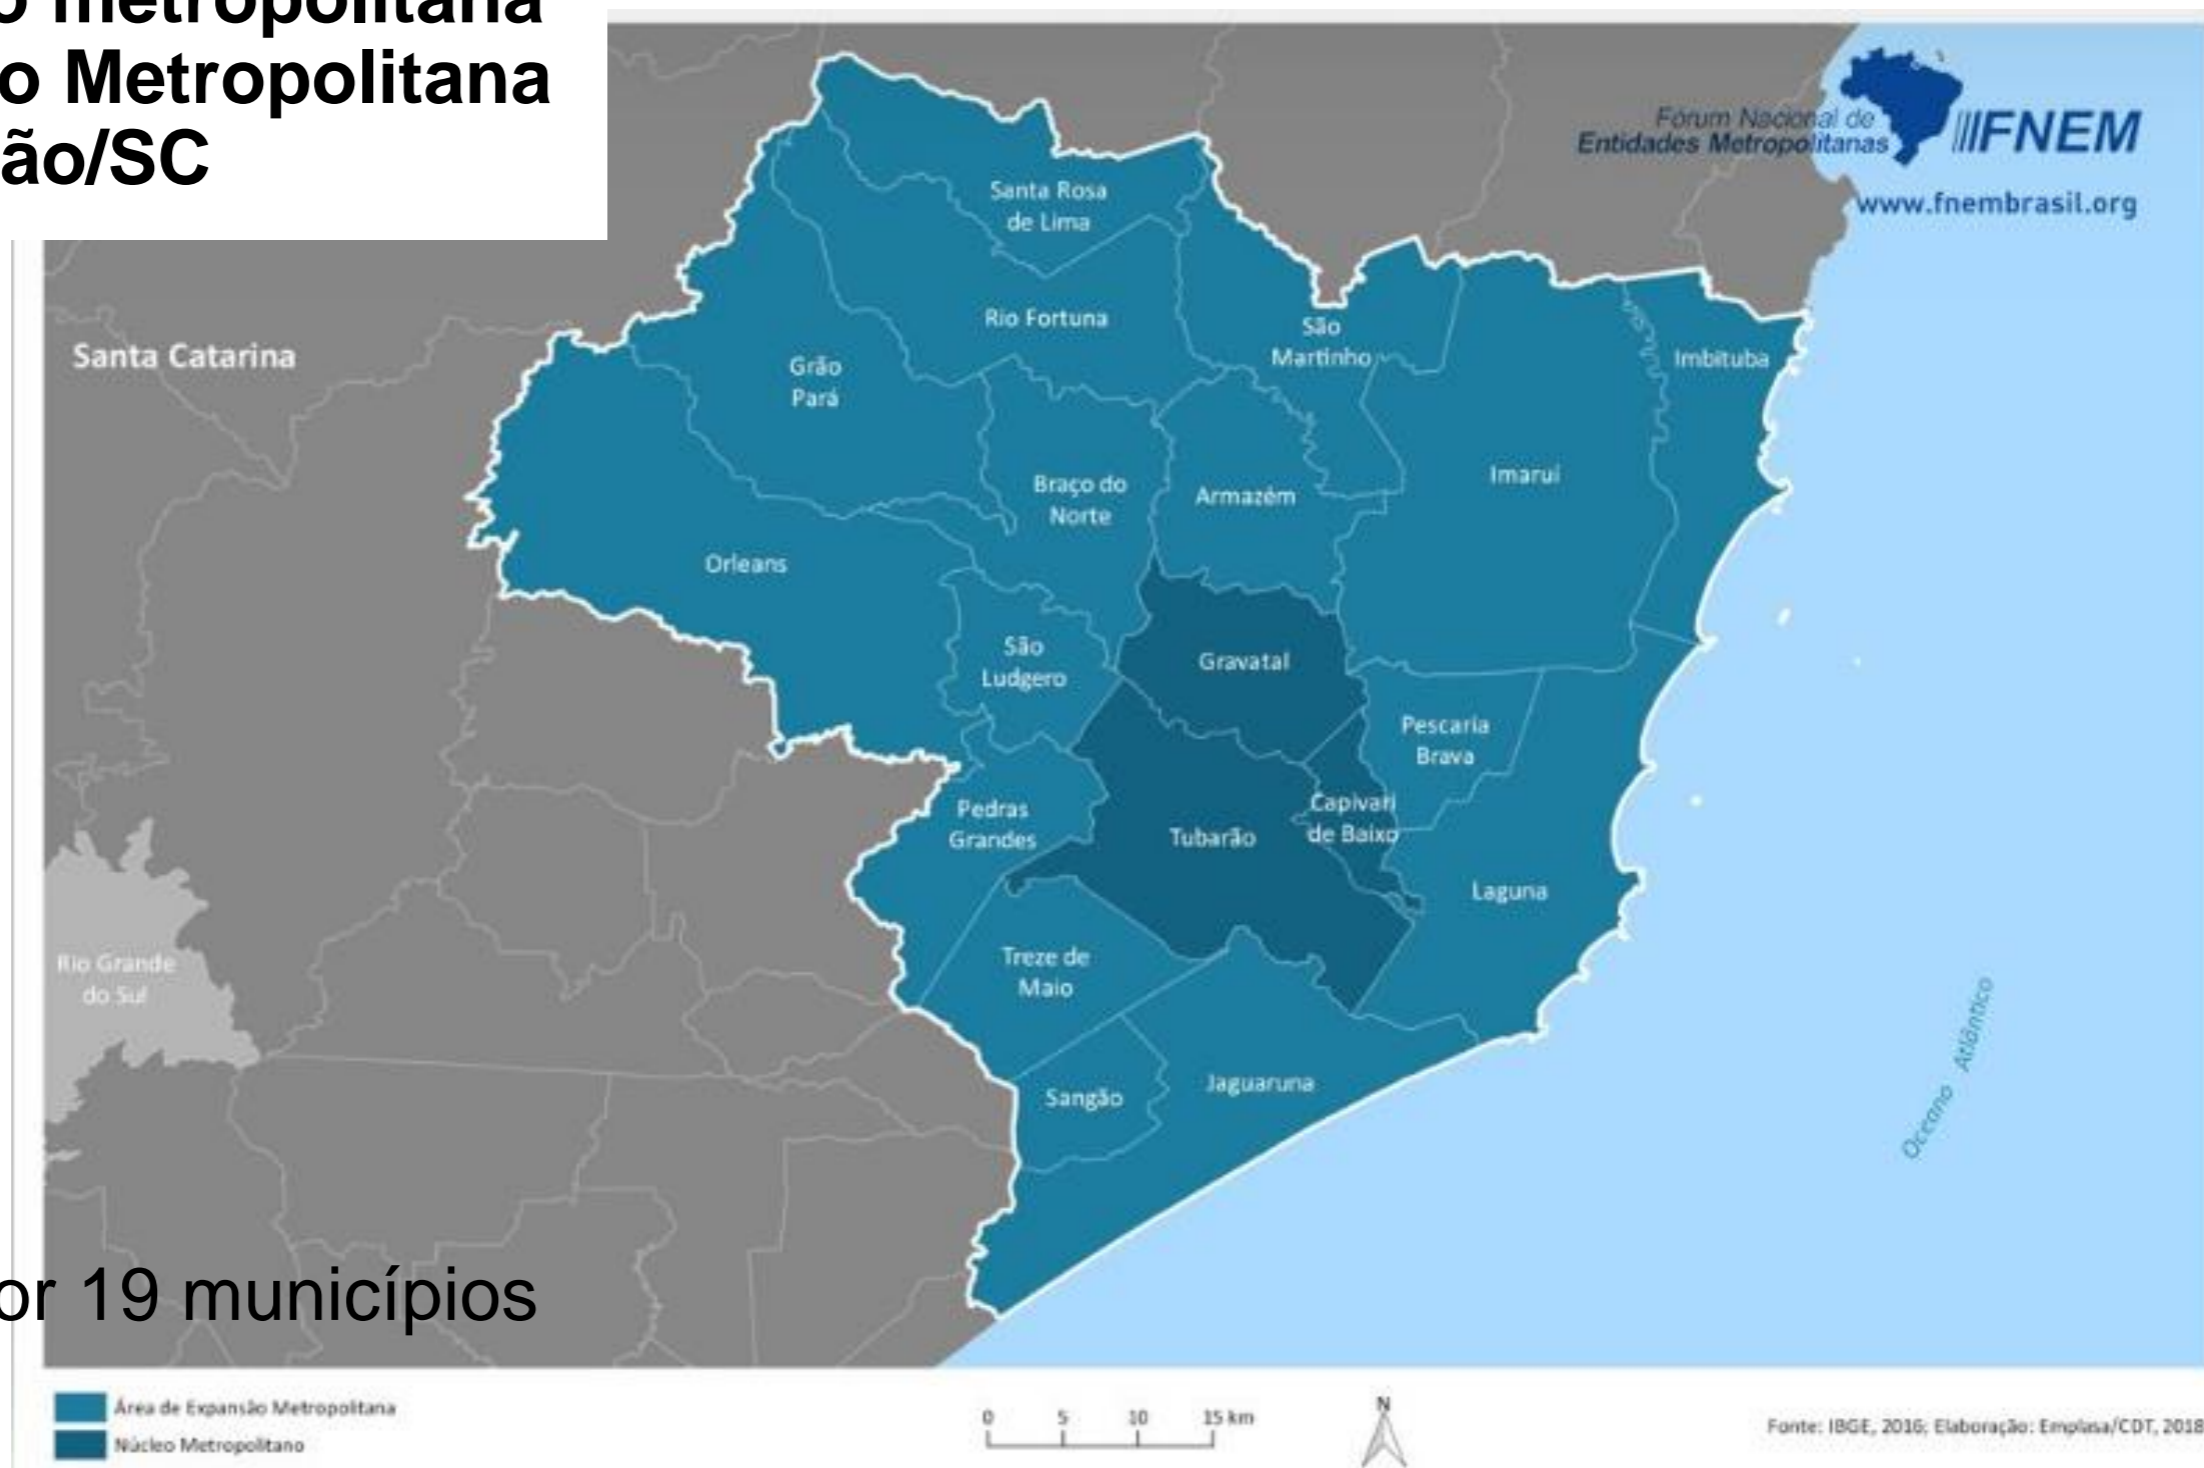 metropolitana
o Metropolitana
ão/SC
Fórum Nacional de
Entidades Metropolitanas
FNEM
www.fnembrasil.org
Santa Catarina
Santa Rosa
de Lima
Rio Fortuna
São
Martinho
Imbituba
Grão
Pará
Braço do
Norte
Armazém
Imaruí
Orleans
São
Ludgero
Gravatal
Pescaria
Brava
Pedras
Grandes
Tubarão
Capivari
de Baixo
Laguna
Rio Grande
do Sul
Treze de
Maio
Sangão
Jaguaruna
Oceano Atlântico
or 19 municípios
Área de Expansão Metropolitana
Núcleo Metropolitano
0 5 10 15 km
N
Fonte: IBGE, 2016; Elaboração: Emplasa/CDT, 2018